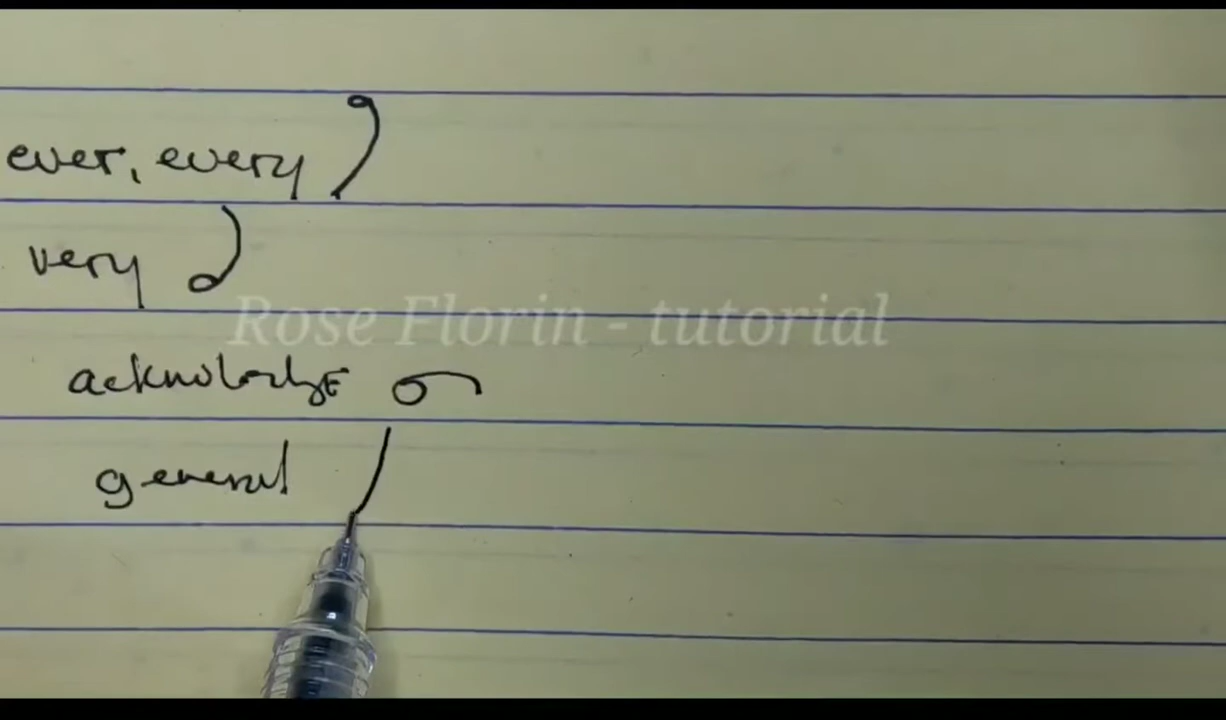 ever, every
very
Rose Florin - tutorial
acknowledge
general